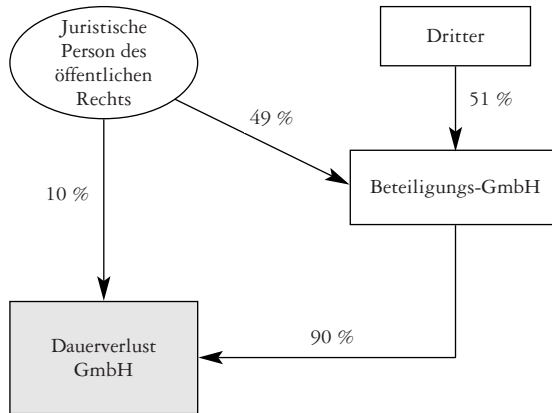 Juristische
Person des
öffentlichen
Rechts
Dritter
49 %
51 %
10 %
Beteiligungs-GmbH
Dauerverlust
GmbH
90 %